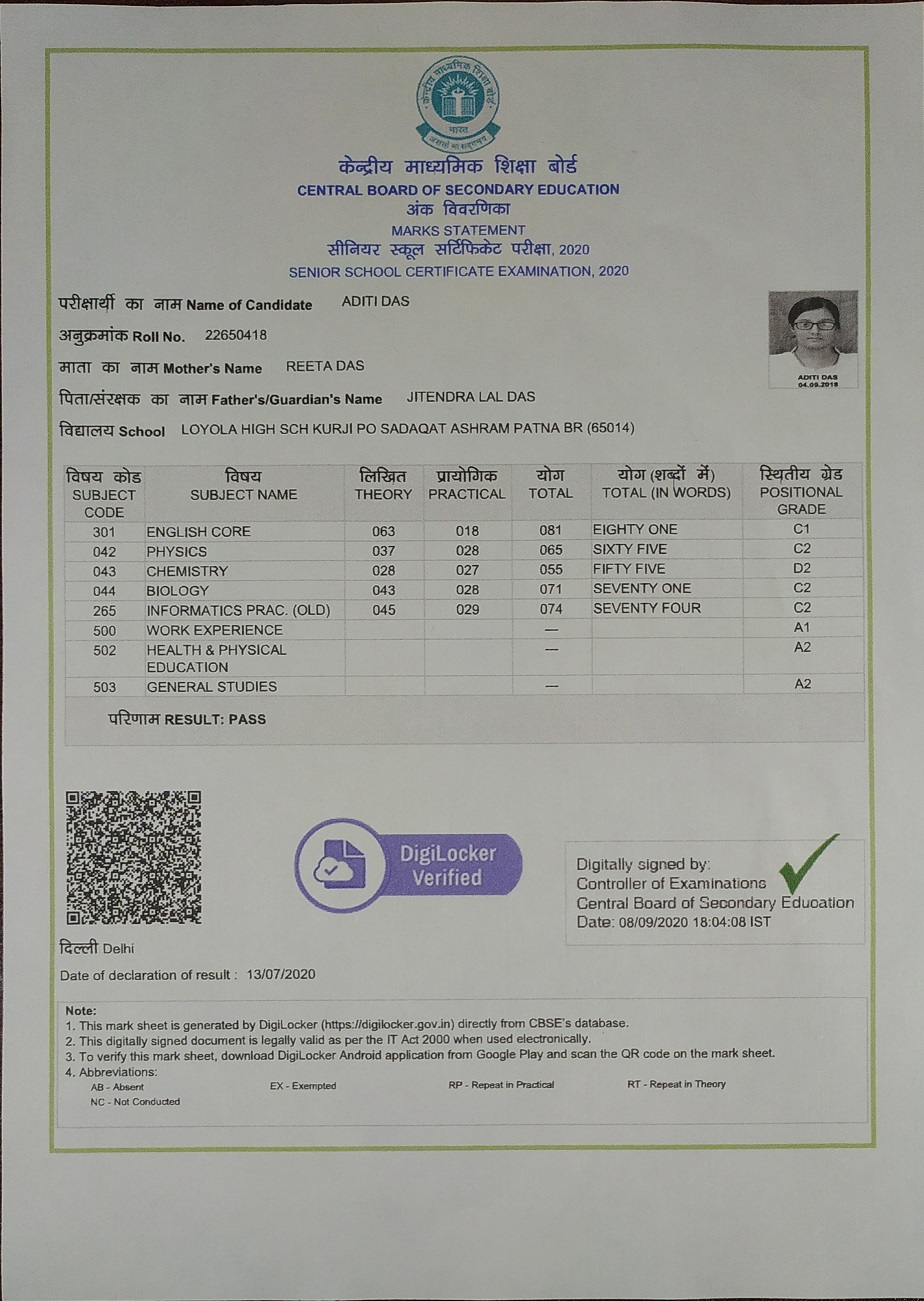 केन्द्रीय माध्यमिक शिक्षा बोर्ड
भारत
असतो मा सद्गमय
केन्द्रीय माध्यमिक शिक्षा बोर्ड
CENTRAL BOARD OF SECONDARY EDUCATION
अंक विवरणिका
MARKS STATEMENT
सीनियर स्कूल सर्टिफिकेट परीक्षा, 2020
SENIOR SCHOOL CERTIFICATE EXAMINATION, 2020
परीक्षार्थी का नाम Name of Candidate ADITI DAS
अनुक्रमांक Roll No. 22650418
माता का नाम Mother's Name REETA DAS
पिता/संरक्षक का नाम Father's/Guardian's Name JITENDRA LAL DAS
विद्यालय School LOYOLA HIGH SCH KURJI PO SADAQAT ASHRAM PATNA BR (65014)
ADITI DAS
04.09.2018
विषय कोड विषय लिखित प्रायोगिक योग योग (शब्दों में) स्थितीय ग्रेड
SUBJECT SUBJECT NAME THEORY PRACTICAL TOTAL TOTAL (IN WORDS) POSITIONAL
CODE GRADE
301 ENGLISH CORE 063 018 081 EIGHTY ONE C1
042 PHYSICS 037 028 065 SIXTY FIVE C2
043 CHEMISTRY 028 027 055 FIFTY FIVE D2
044 BIOLOGY 043 028 071 SEVENTY ONE C2
265 INFORMATICS PRAC. (OLD) 045 029 074 SEVENTY FOUR C2
500 WORK EXPERIENCE — A1
502 HEALTH & PHYSICAL — A2
EDUCATION
503 GENERAL STUDIES — A2
परिणाम RESULT: PASS
DigiLocker
Verified
Digitally signed by:
Controller of Examinations
Central Board of Secondary Education
Date: 08/09/2020 18:04:08 IST
दिल्ली Delhi
Date of declaration of result : 13/07/2020
Note:
1. This mark sheet is generated by DigiLocker (https://digilocker.gov.in) directly from CBSE's database.
2. This digitally signed document is legally valid as per the IT Act 2000 when used electronically.
3. To verify this mark sheet, download DigiLocker Android application from Google Play and scan the QR code on the mark sheet.
4. Abbreviations:
AB - Absent EX - Exempted RP - Repeat in Practical RT - Repeat in Theory
NC - Not Conducted